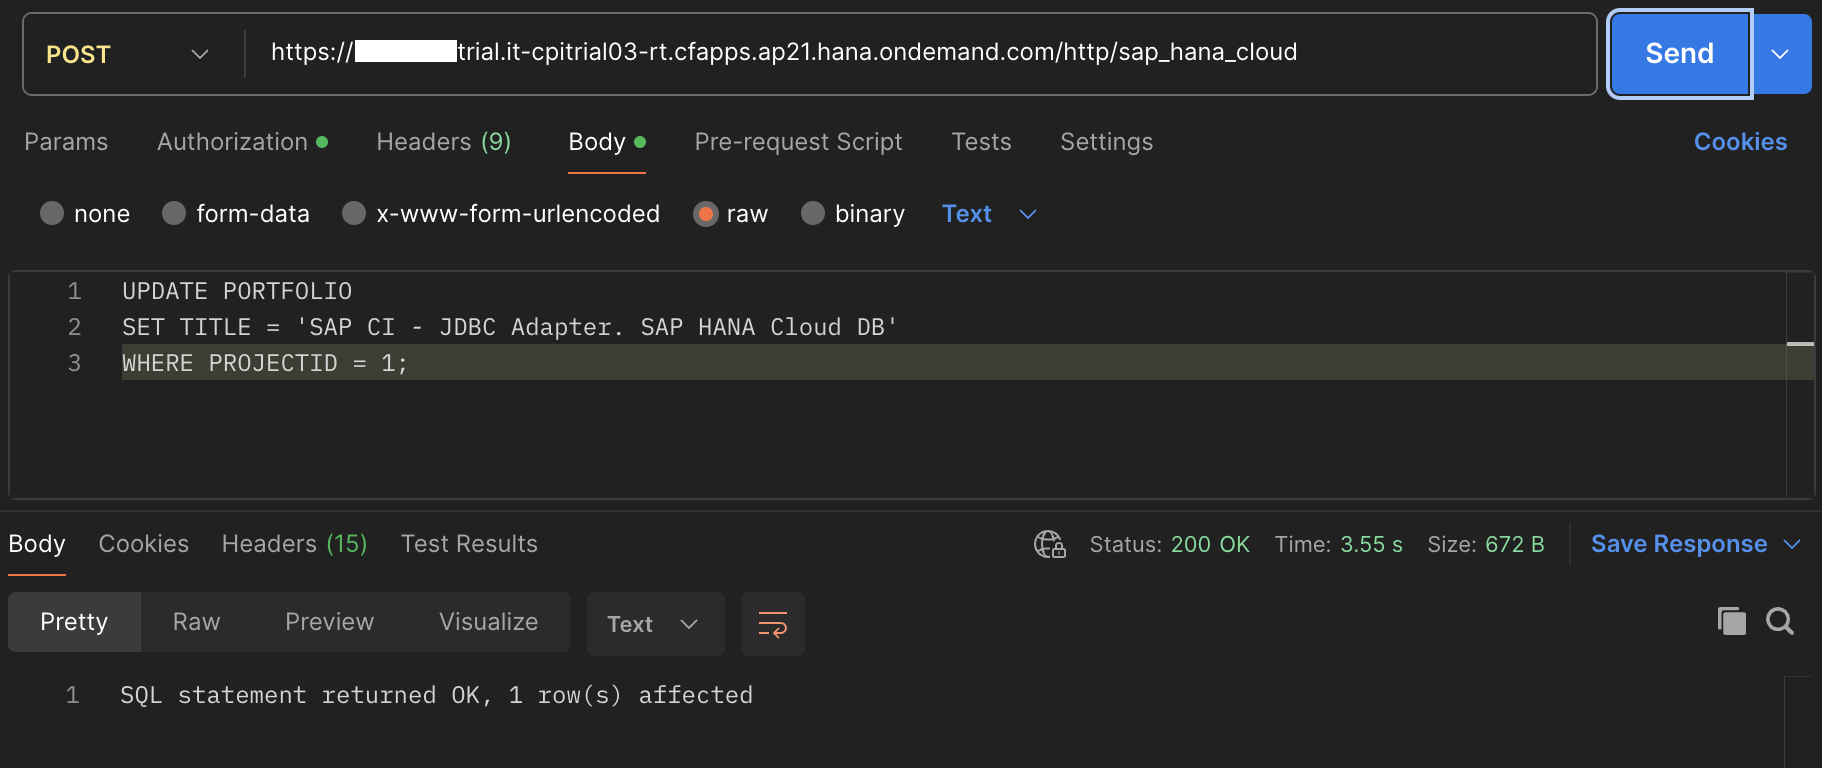 POST
https:// trial.it-cpitrial03-rt.cfapps.ap21.hana.ondemand.com/http/sap_hana_cloud
Send
Params Authorization Headers (9) Body Pre-request Script Tests Settings Cookies
none form-data x-www-form-urlencoded raw binary Text
1 UPDATE PORTFOLIO
2 SET TITLE = 'SAP CI - JDBC Adapter. SAP HANA Cloud DB'
3 WHERE PROJECTID = 1;
Body Cookies Headers (15) Test Results Status: 200 OK Time: 3.55 s Size: 672 B Save Response
Pretty Raw Preview Visualize Text
1 SQL statement returned OK, 1 row(s) affected